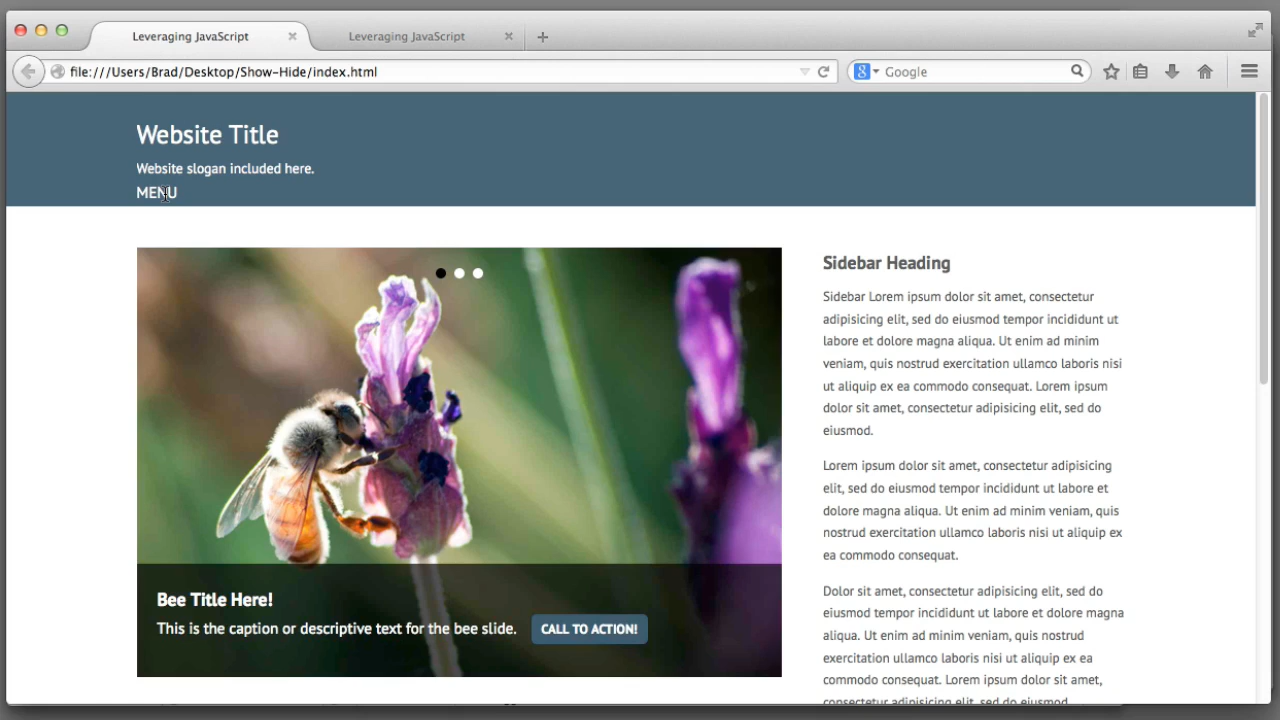 Leveraging JavaScript
Leveraging JavaScript
file:///Users/Brad/Desktop/Show-Hide/index.html
8
Google
Website Title
Website slogan included here.
MENU
Sidebar Heading
Sidebar Lorem ipsum dolor sit amet, consectetur
adipisicing elit, sed do eiusmod tempor incididunt ut
labore et dolore magna aliqua. Ut enim ad minim
veniam, quis nostrud exercitation ullamco laboris nisi
ut aliquip ex ea commodo consequat. Lorem ipsum
dolor sit amet, consectetur adipisicing elit, sed do
eiusmod.
Lorem ipsum dolor sit amet, consectetur adipisicing
elit, sed do eiusmod tempor incididunt ut labore et
dolore magna aliqua. Ut enim ad minim veniam, quis
nostrud exercitation ullamco laboris nisi ut aliquip ex
ea commodo consequat.
Dolor sit amet, consectetur adipisicing elit, sed do
eiusmod tempor incididunt ut labore et dolore magna
aliqua. Ut enim ad minim veniam, quis nostrud
exercitation ullamco laboris nisi ut aliquip ex ea
commodo consequat. Lorem ipsum dolor sit amet,
consectetur adipisicing elit, sed do eiusmod
Bee Title Here!
This is the caption or descriptive text for the bee slide.
CALL TO ACTION!